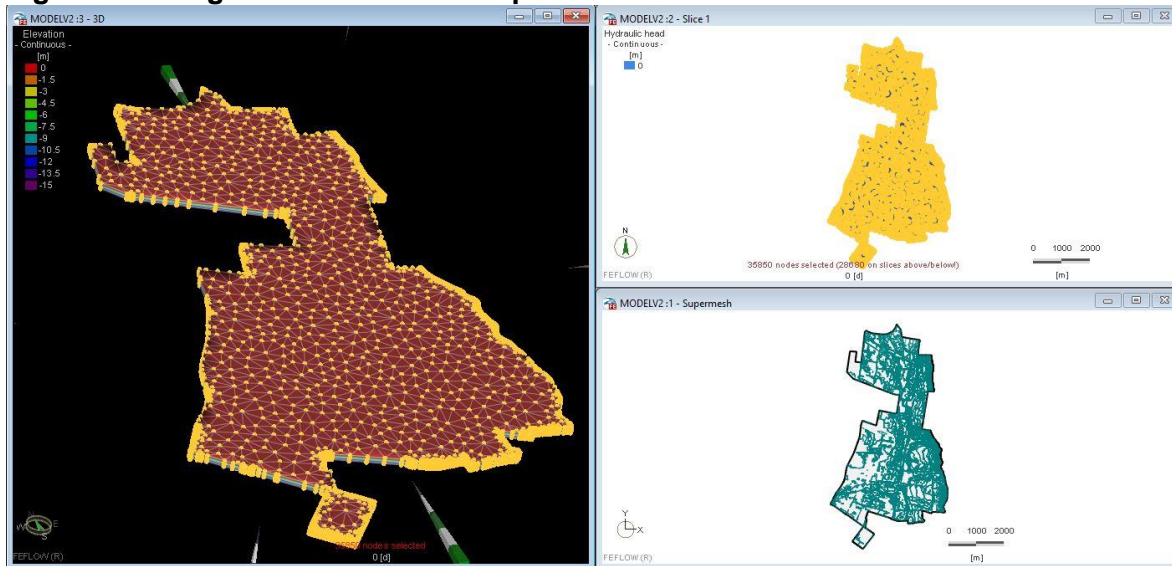 MODELV2 :3 - 3D
Elevation
- Continuous -
[m]
0
-1.5
-3
-4.5
-6
-7.5
-9
-10.5
-12
-13.5
-15
W
E
S
35850 nodes selected
0 [d]
FEFLOW (R)
MODELV2 :2 - Slice 1
Hydraulic head
- Continuous -
[m]
0
N
35850 nodes selected (28680 on slices above/below!)
0 [d]
0 1000 2000
[m]
FEFLOW (R)
MODELV2 :1 - Supermesh
Y
X
0 1000 2000
[m]
FEFLOW (R)